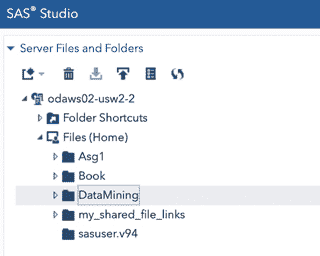 SAS® Studio
Server Files and Folders
odaws02-usw2-2
Folder Shortcuts
Files (Home)
Asg1
Book
DataMining
my_shared_file_links
sasuser.v94